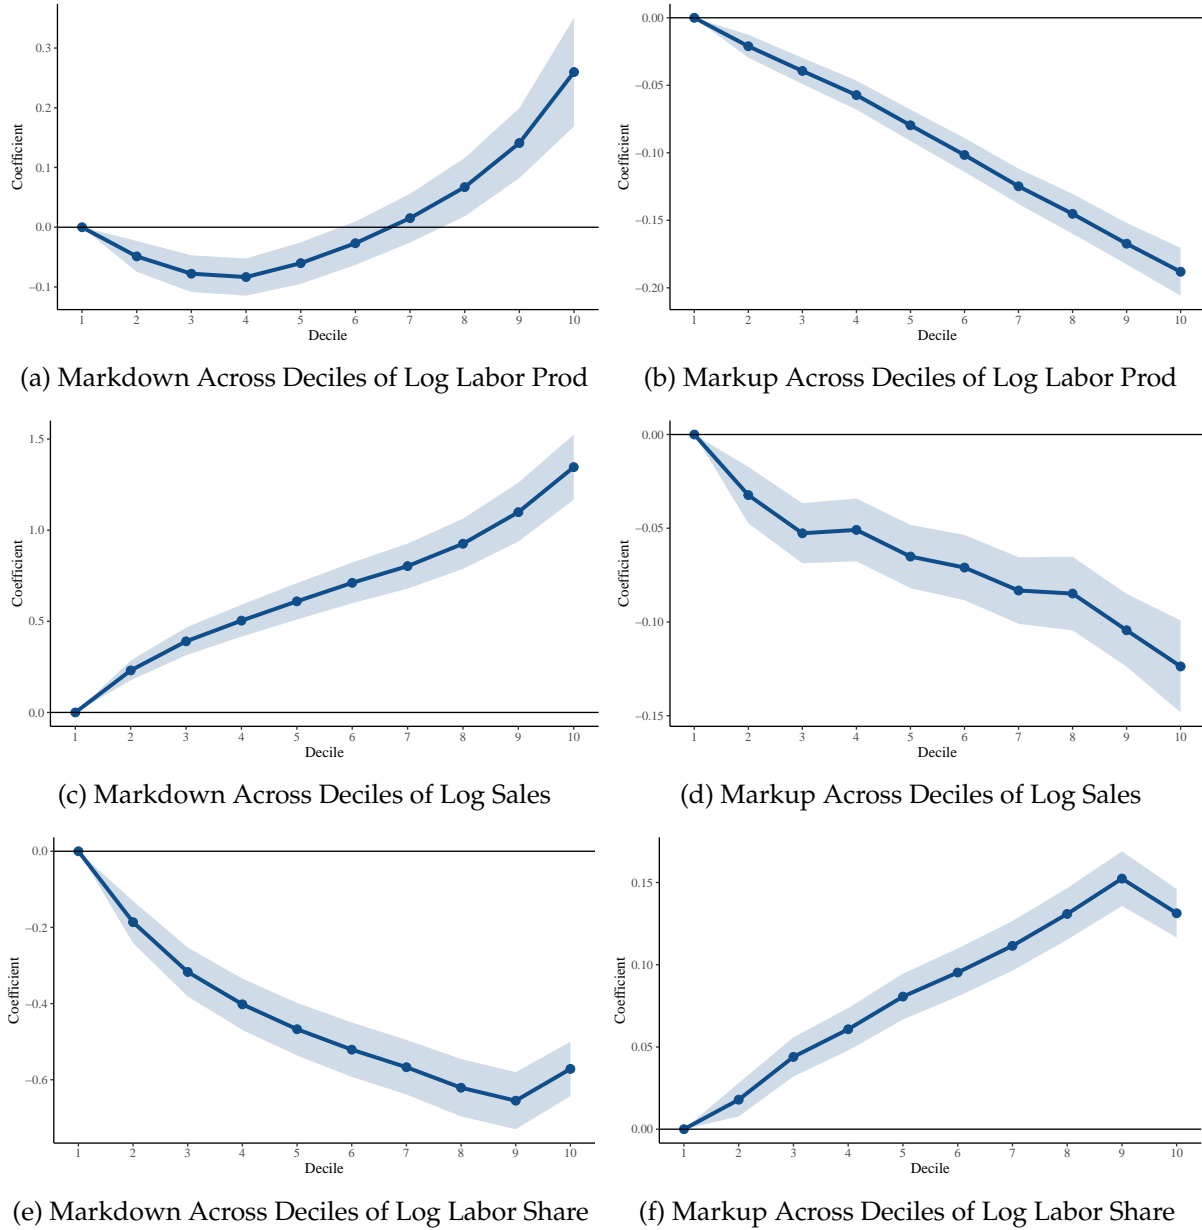 0.3
0.2
0.1
0.0
−0.1
Coefficient
1 2 3 4 5 6 7 8 9 10
Decile
(a) Markdown Across Deciles of Log Labor Prod
0.00
−0.05
−0.10
−0.15
−0.20
Coefficient
1 2 3 4 5 6 7 8 9 10
Decile
(b) Markup Across Deciles of Log Labor Prod
1.5
1.0
0.5
0.0
Coefficient
1 2 3 4 5 6 7 8 9 10
Decile
(c) Markdown Across Deciles of Log Sales
0.00
−0.05
−0.10
−0.15
Coefficient
1 2 3 4 5 6 7 8 9 10
Decile
(d) Markup Across Deciles of Log Sales
0.0
−0.2
−0.4
−0.6
Coefficient
1 2 3 4 5 6 7 8 9 10
Decile
(e) Markdown Across Deciles of Log Labor Share
0.15
0.10
0.05
0.00
Coefficient
1 2 3 4 5 6 7 8 9 10
Decile
(f) Markup Across Deciles of Log Labor Share